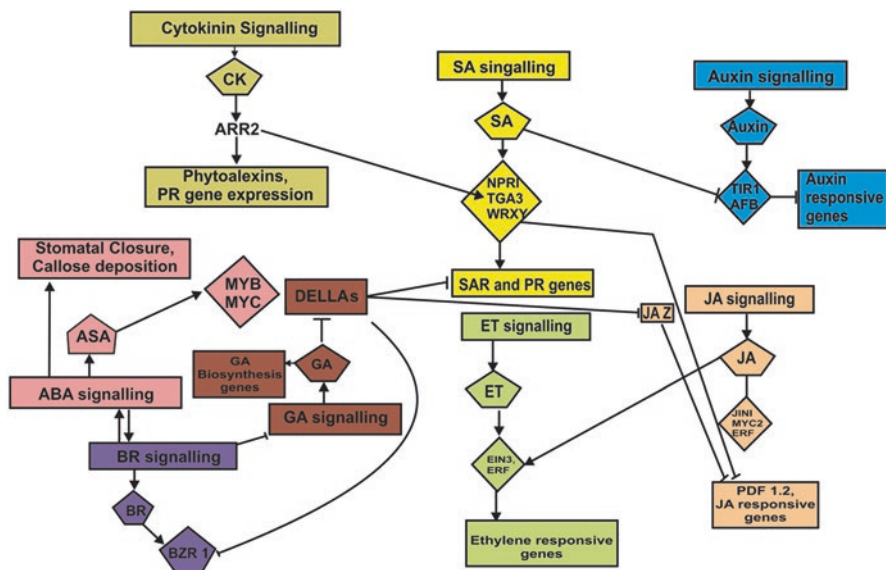 Cytokinin Signalling
CK
ARR2
Phytoalexins,
PR gene expression
SA singalling
SA
NPRI
TGA3
WRXY
SAR and PR genes
Auxin signalling
Auxin
TIR1
AFB
Auxin
responsive
genes
Stomatal Closure,
Callose deposition
MYB
MYC
ASA
ABA signalling
DELLAs
GA
Biosynthesis
genes
GA
GA signalling
BR signalling
BR
BZR 1
ET signalling
ET
EIN3,
ERF
Ethylene responsive
genes
JA Z
JA signalling
JA
JINI
MYC2
ERF
PDF 1.2,
JA responsive
genes